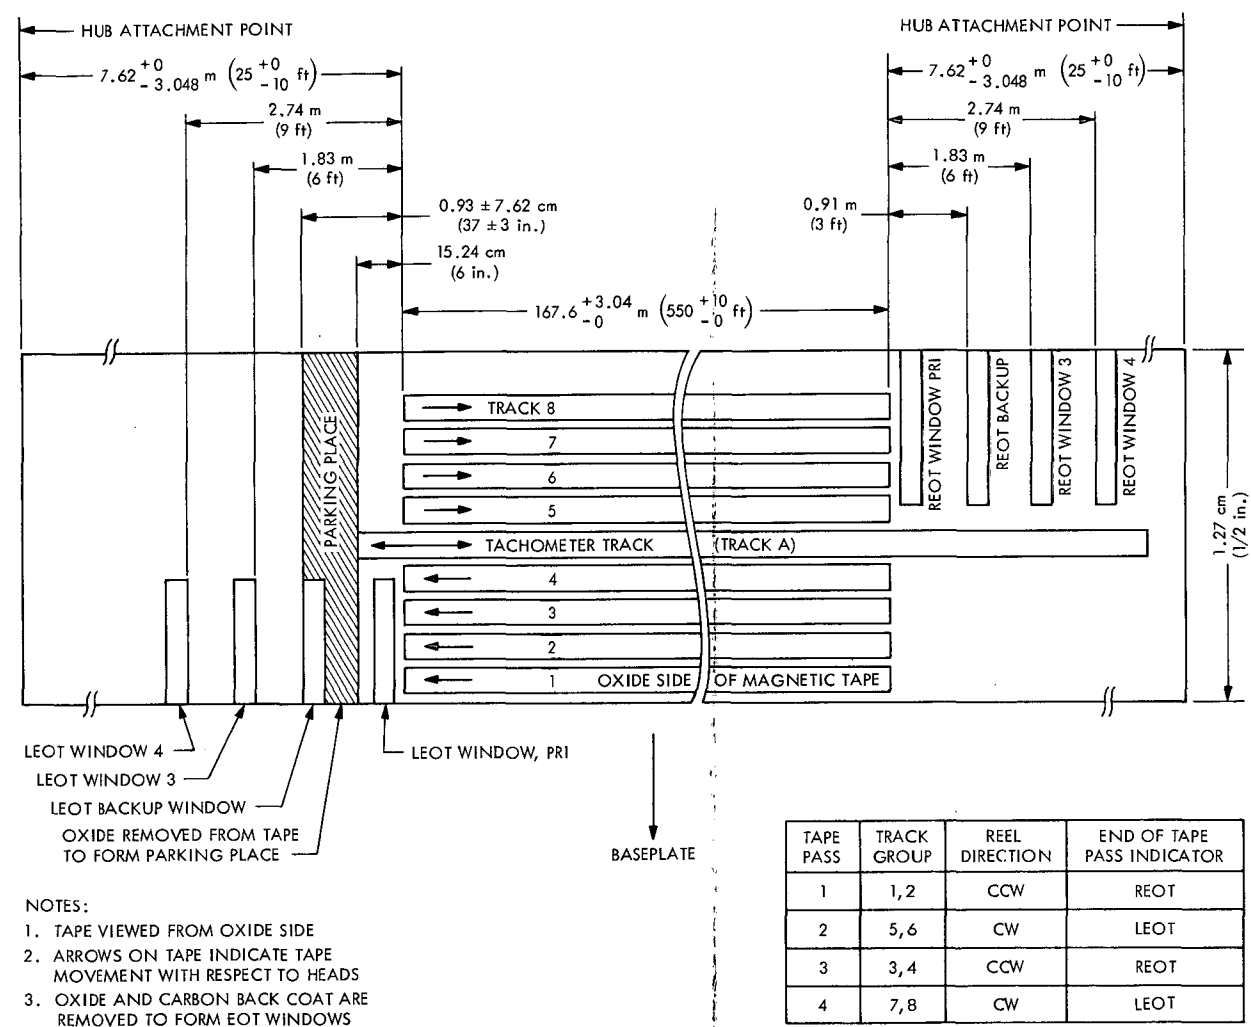 HUB ATTACHMENT POINT
HUB ATTACHMENT POINT
7.62 +0 -3.048 m (25 +0 -10 ft)
7.62 +0 -3.048 m (25 +0 -10 ft)
2.74 m
(9 ft)
2.74 m
(9 ft)
1.83 m
(6 ft)
1.83 m
(6 ft)
0.93 ± 7.62 cm
(37 ± 3 in.)
0.91 m
(3 ft)
15.24 cm
(6 in.)
167.6 +3.04 -0 m (550 +10 -0 ft)
PARKING PLACE
TRACK 8
7
6
5
TACHOMETER TRACK (TRACK A)
4
3
2
1 OXIDE SIDE OF MAGNETIC TAPE
REOT WINDOW PRI
REOT BACKUP
REOT WINDOW 3
REOT WINDOW 4
1.27 cm
(1/2 in.)
LEOT WINDOW 4
LEOT WINDOW, PRI
LEOT WINDOW 3
LEOT BACKUP WINDOW
OXIDE REMOVED FROM TAPE
TO FORM PARKING PLACE
BASEPLATE
NOTES:
1. TAPE VIEWED FROM OXIDE SIDE
2. ARROWS ON TAPE INDICATE TAPE
MOVEMENT WITH RESPECT TO HEADS
3. OXIDE AND CARBON BACK COAT ARE
REMOVED TO FORM EOT WINDOWS
TAPE PASS TRACK GROUP REEL DIRECTION END OF TAPE PASS INDICATOR
1 1,2 CCW REOT
2 5,6 CW LEOT
3 3,4 CCW REOT
4 7,8 CW LEOT